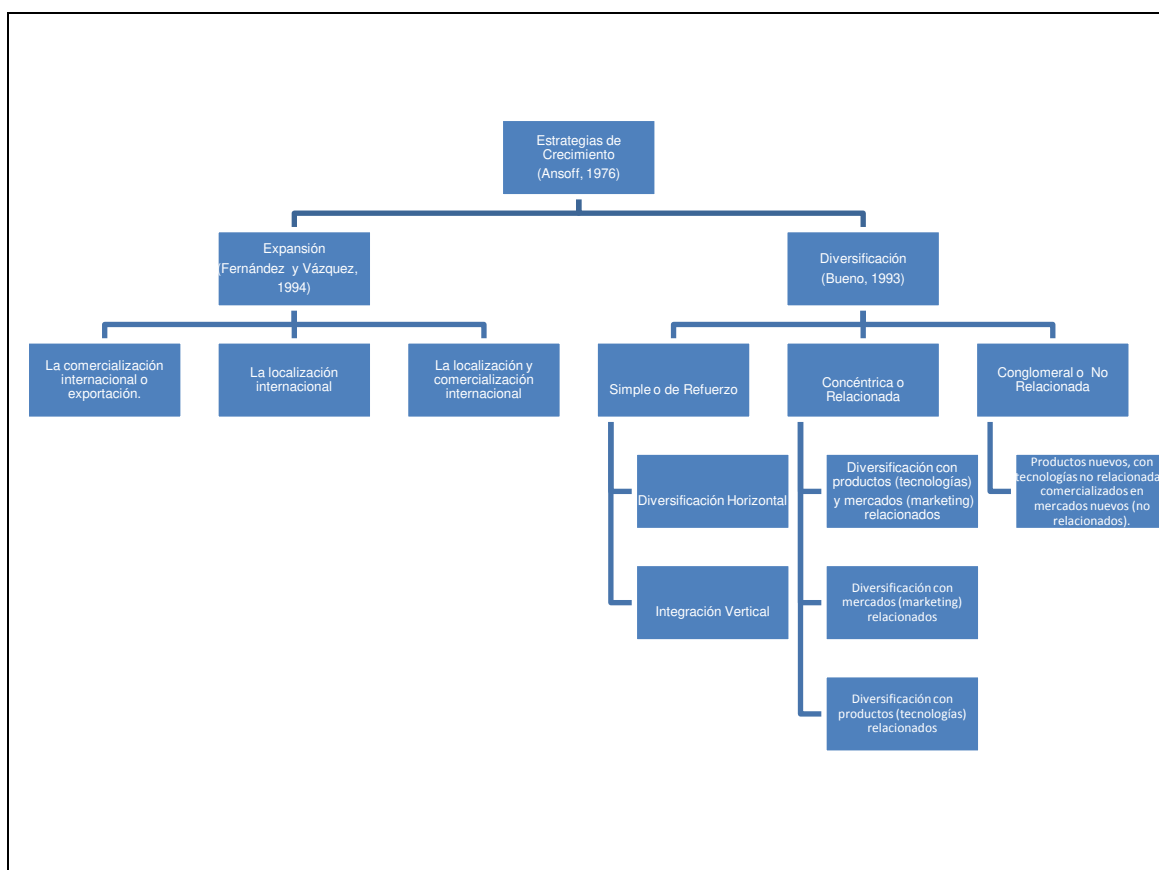 Estrategias de
Crecimiento
(Ansoff, 1976)
Expansión
(Fernández y Vázquez,
1994)
Diversificación
(Bueno, 1993)
La comercialización
internacional o
exportación.
La localización
internacional
La localización y
comercialización
internacional
Simple o de Refuerzo
Concéntrica o
Relacionada
Conglomeral o No
Relacionada
Diversificación Horizontal
Integración Vertical
Diversificación con
productos (tecnologías)
y mercados (marketing)
relacionados
Diversificación con
mercados (marketing)
relacionados
Diversificación con
productos (tecnologías)
relacionados
Productos nuevos, con
tecnologías no relacionada
comercializados en
mercados nuevos (no
relacionados).